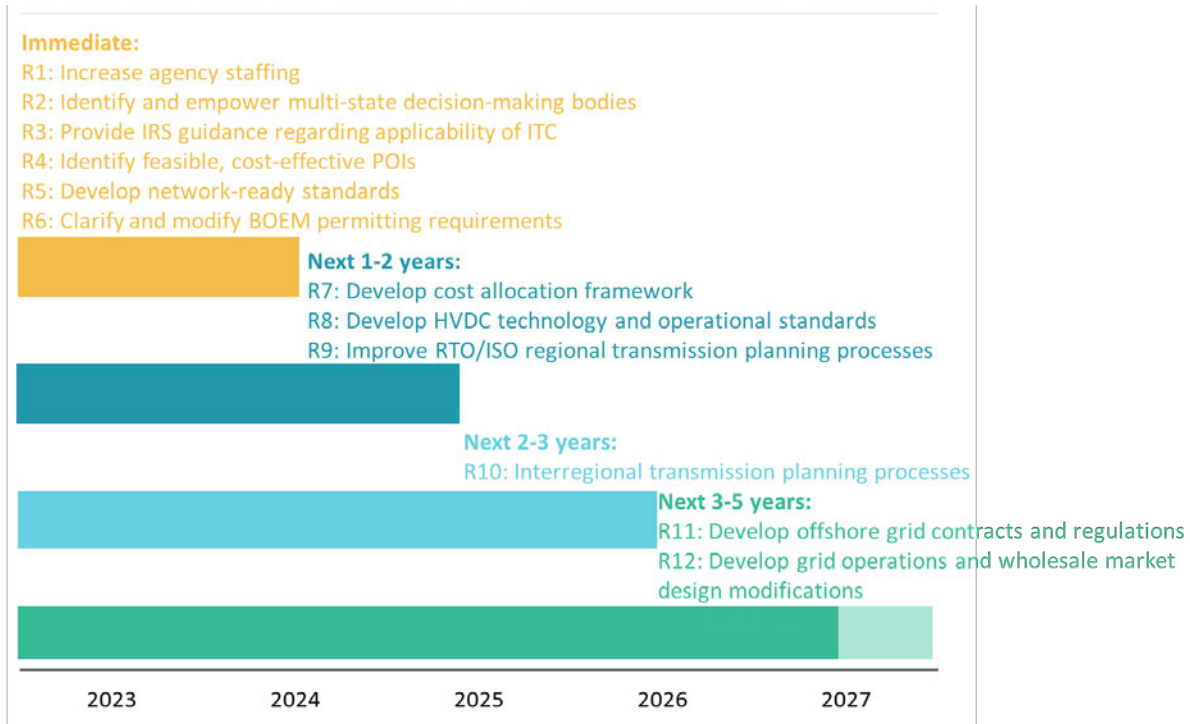 Immediate:
R1: Increase agency staffing
R2: Identify and empower multi-state decision-making bodies
R3: Provide IRS guidance regarding applicability of ITC
R4: Identify feasible, cost-effective POIs
R5: Develop network-ready standards
R6: Clarify and modify BOEM permitting requirements
Next 1-2 years:
R7: Develop cost allocation framework
R8: Develop HVDC technology and operational standards
R9: Improve RTO/ISO regional transmission planning processes
Next 2-3 years:
R10: Interregional transmission planning processes
Next 3-5 years:
R11: Develop offshore grid contracts and regulations
R12: Develop grid operations and wholesale market
design modifications
2023 2024 2025 2026 2027